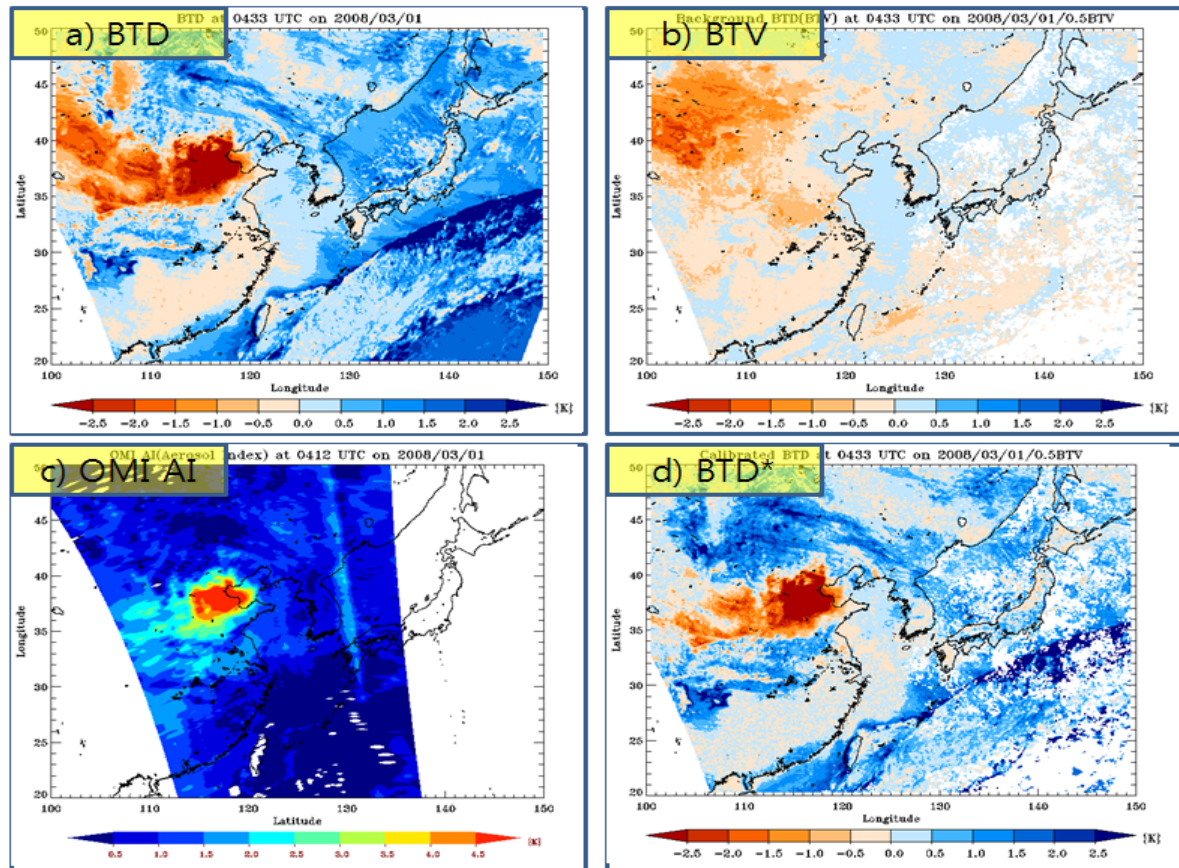 BTD at 0433 UTC on 2008/03/01
a) BTD
50
45
40
35
30
25
20
Latitude
100 110 120 130 140 150
Longitude
-2.5 -2.0 -1.5 -1.0 -0.5 0.0 0.5 1.0 1.5 2.0 2.5 {K}
Background BTD(BTV) at 0433 UTC on 2008/03/01/0.5BTV
b) BTV
50
45
40
35
30
25
20
Latitude
100 110 120 130 140 150
Longitude
-2.5 -2.0 -1.5 -1.0 -0.5 0.0 0.5 1.0 1.5 2.0 2.5 {K}
OMI AI(Aerosol Index) at 0412 UTC on 2008/03/01
c) OMI AI
50
45
40
35
30
25
20
Longitude
100 110 120 130 140 150
Latitude
0.5 1.0 1.5 2.0 2.5 3.0 3.5 4.0 4.5 {K}
Calibrated BTD at 0433 UTC on 2008/03/01/0.5BTV
d) BTD*
50
45
40
35
30
25
20
Latitude
100 110 120 130 140 150
Longitude
-2.5 -2.0 -1.5 -1.0 -0.5 0.0 0.5 1.0 1.5 2.0 2.5 {K}